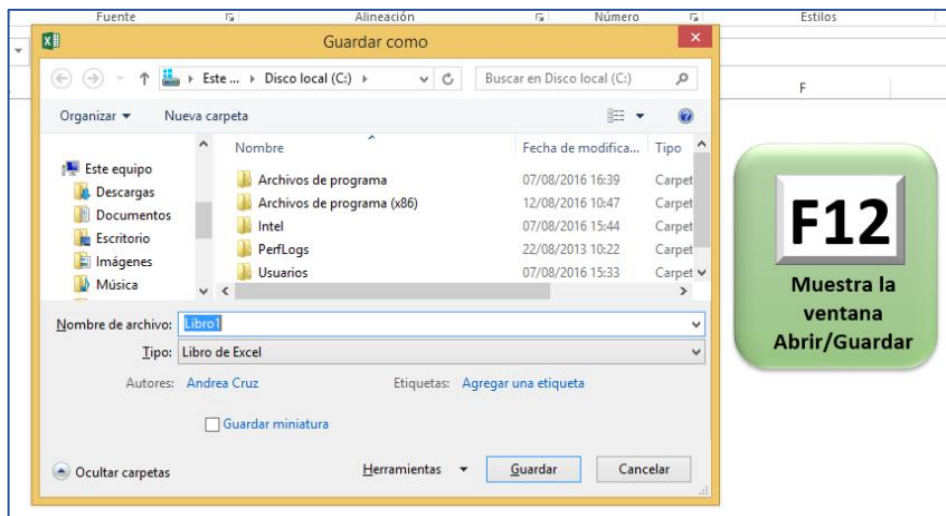 Fuente Alineación Número Estilos
Guardar como
Este ... Disco local (C:) Buscar en Disco local (C:)
F
Organizar Nueva carpeta
Nombre Fecha de modifica... Tipo
Este equipo
Descargas
Documentos
Escritorio
Imágenes
Música
Archivos de programa 07/08/2016 16:39 Carpet
Archivos de programa (x86) 12/08/2016 10:47 Carpet
Intel 07/08/2016 15:44 Carpet
PerfLogs 22/08/2013 10:22 Carpet
Usuarios 07/08/2016 15:33 Carpet
Nombre de archivo: Libro1
Tipo: Libro de Excel
Autores: Andrea Cruz Etiquetas: Agregar una etiqueta
Guardar miniatura
Ocultar carpetas Herramientas Guardar Cancelar
F12
Muestra la
ventana
Abrir/Guardar